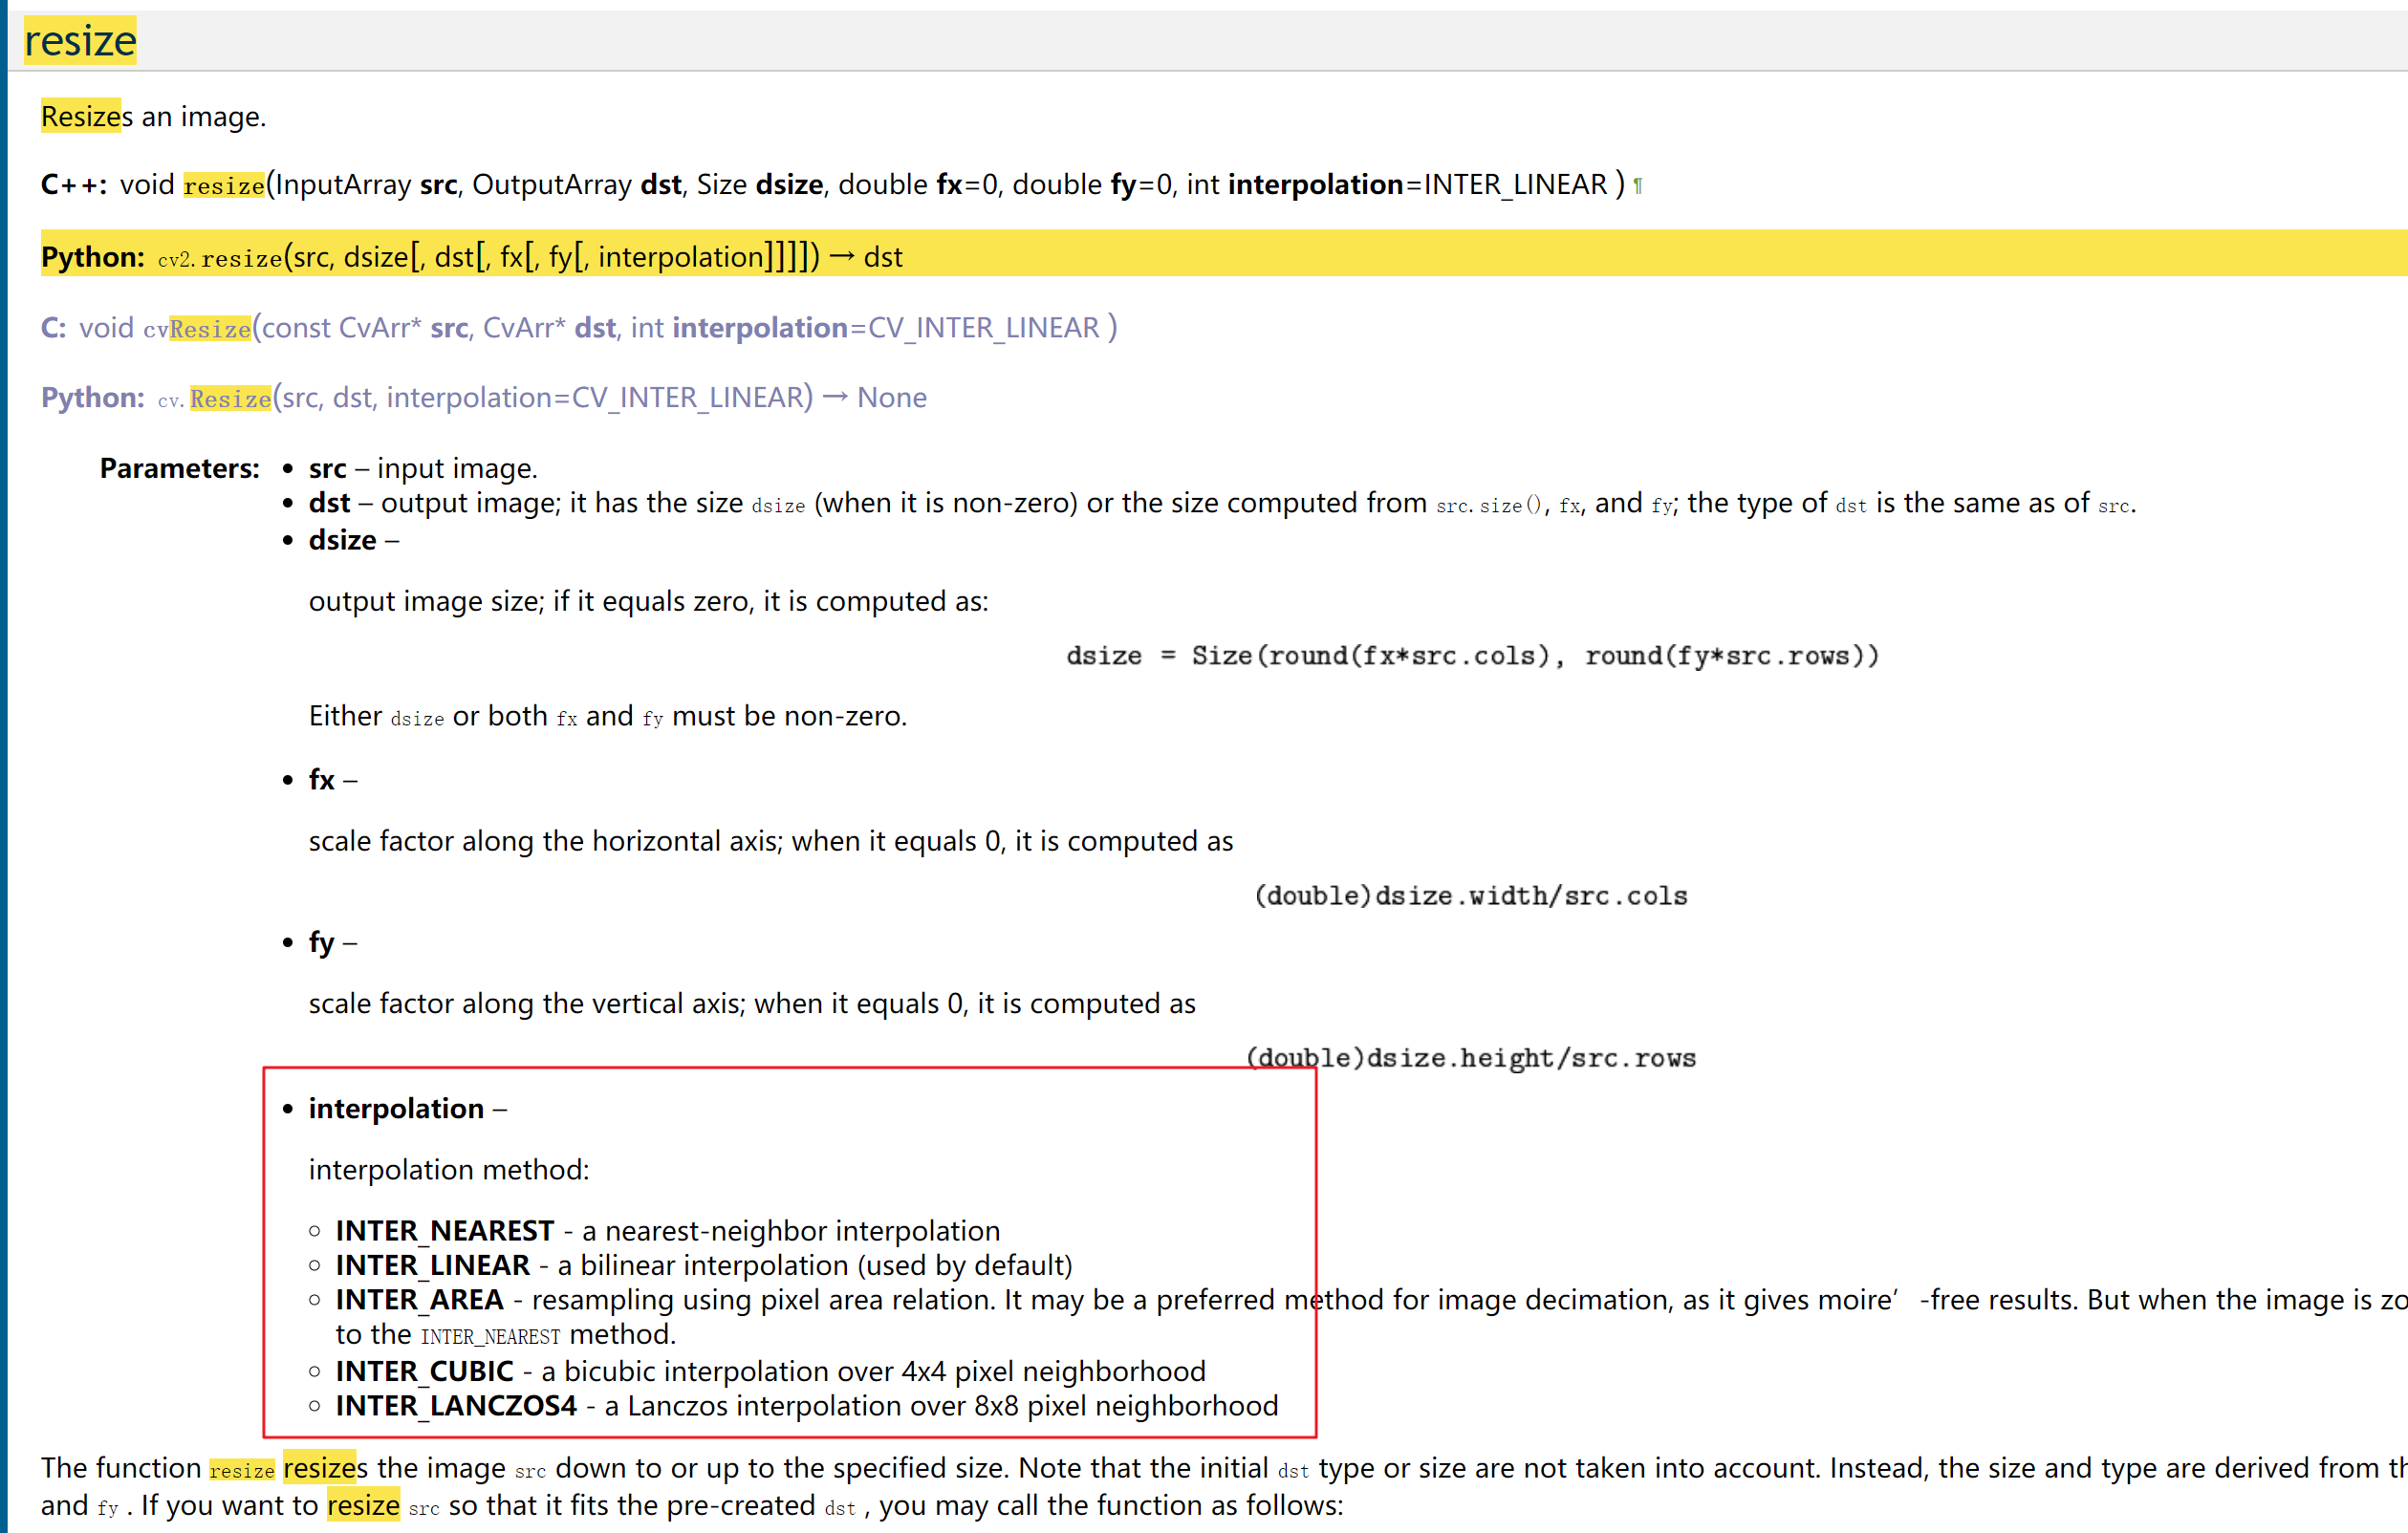 resize
Resizes an image.
C++: void resize(InputArray src, OutputArray dst, Size dsize, double fx=0, double fy=0, int interpolation=INTER_LINEAR ) ¶
Python: cv2.resize(src, dsize[, dst[, fx[, fy[, interpolation]]]]) → dst
C: void cvResize(const CvArr* src, CvArr* dst, int interpolation=CV_INTER_LINEAR )
Python: cv.Resize(src, dst, interpolation=CV_INTER_LINEAR) → None
Parameters: • src – input image.
• dst – output image; it has the size dsize (when it is non-zero) or the size computed from src.size(), fx, and fy; the type of dst is the same as of src.
• dsize –
output image size; if it equals zero, it is computed as:
dsize = Size(round(fx*src.cols), round(fy*src.rows))
Either dsize or both fx and fy must be non-zero.
• fx –
scale factor along the horizontal axis; when it equals 0, it is computed as
(double)dsize.width/src.cols
• fy –
scale factor along the vertical axis; when it equals 0, it is computed as
(double)dsize.height/src.rows
• interpolation –
interpolation method:
○ INTER_NEAREST - a nearest-neighbor interpolation
○ INTER_LINEAR - a bilinear interpolation (used by default)
○ INTER_AREA - resampling using pixel area relation. It may be a preferred method for image decimation, as it gives moire’-free results. But when the image is
to the INTER_NEAREST method.
○ INTER_CUBIC - a bicubic interpolation over 4x4 pixel neighborhood
○ INTER_LANCZOS4 - a Lanczos interpolation over 8x8 pixel neighborhood
The function resize resizes the image src down to or up to the specified size. Note that the initial dst type or size are not taken into account. Instead, the size and type are derived from
and fy . If you want to resize src so that it fits the pre-created dst , you may call the function as follows: